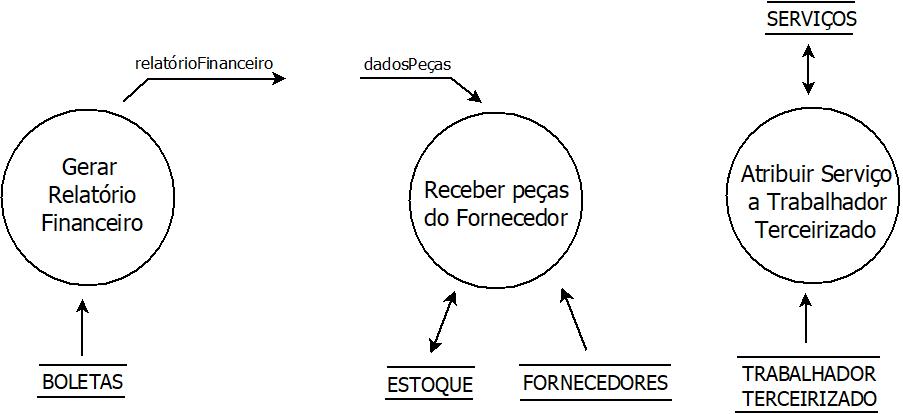 SERVIÇOS
relatórioFinanceiro
dadosPeças
Gerar
Relatório
Financeiro
Receber peças
do Fornecedor
Atribuir Serviço
a Trabalhador
Terceirizado
BOLETAS
ESTOQUE
FORNECEDORES
TRABALHADOR
TERCEIRIZADO